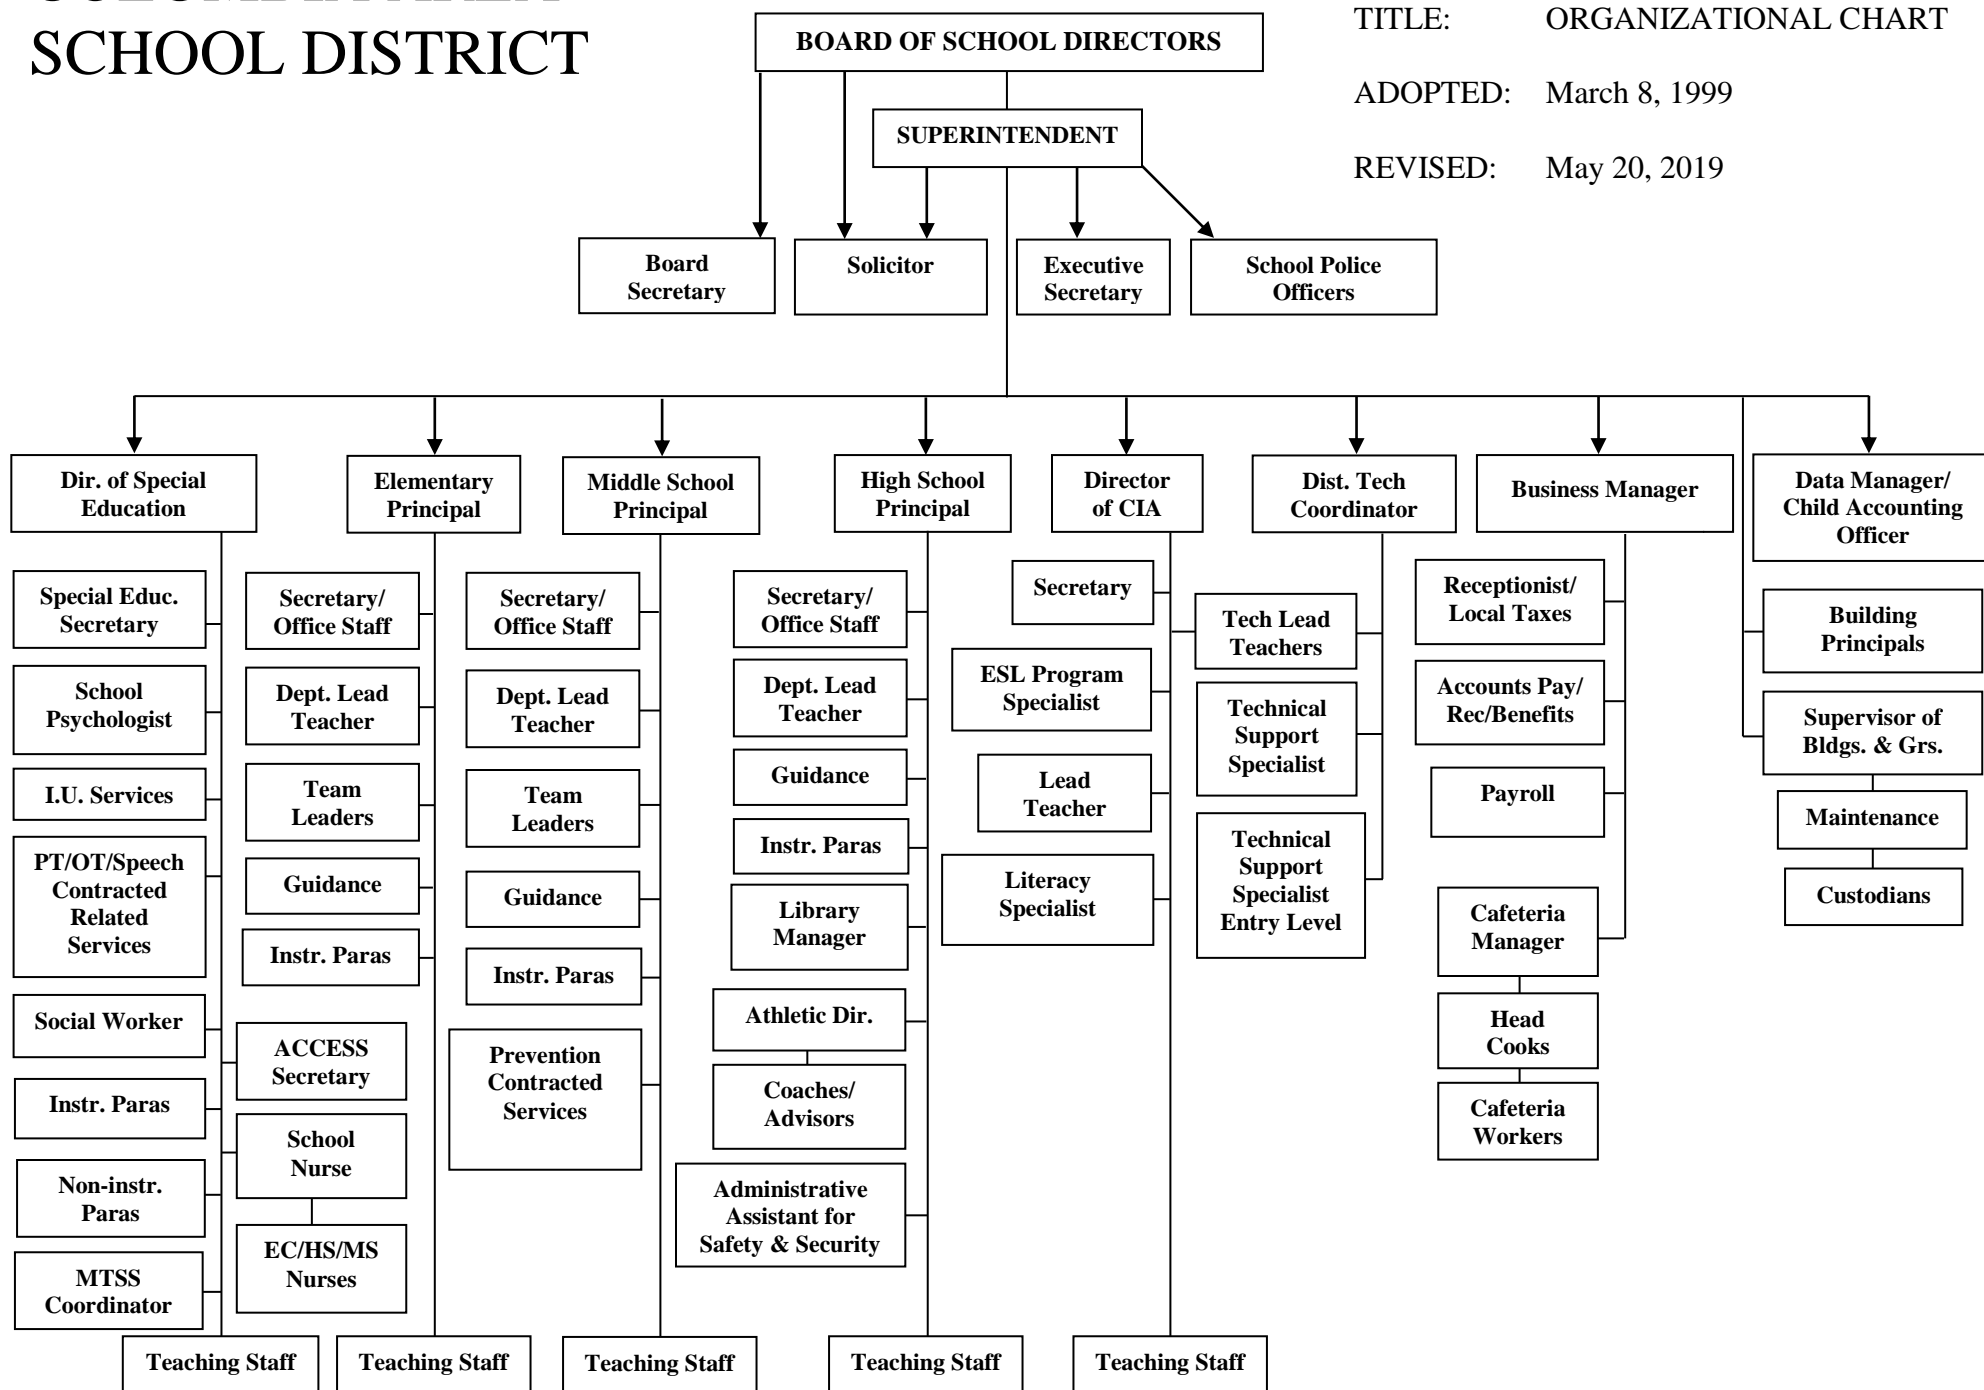 SCHOOL DISTRICT
TITLE: ORGANIZATIONAL CHART
ADOPTED: March 8, 1999
REVISED: May 20, 2019
BOARD OF SCHOOL DIRECTORS
SUPERINTENDENT
Board
Secretary
Solicitor
Executive
Secretary
School Police
Officers
Dir. of Special
Education
Elementary
Principal
Middle School
Principal
High School
Principal
Director
of CIA
Dist. Tech
Coordinator
Business Manager
Data Manager/
Child Accounting
Officer
Special Educ.
Secretary
School
Psychologist
I.U. Services
PT/OT/Speech
Contracted
Related
Services
Social Worker
Instr. Paras
Non-instr.
Paras
MTSS
Coordinator
ACCESS
Secretary
School
Nurse
EC/HS/MS
Nurses
Teaching Staff
Secretary/
Office Staff
Dept. Lead
Teacher
Team
Leaders
Guidance
Instr. Paras
Teaching Staff
Secretary/
Office Staff
Dept. Lead
Teacher
Team
Leaders
Guidance
Instr. Paras
Prevention
Contracted
Services
Teaching Staff
Secretary/
Office Staff
Dept. Lead
Teacher
Guidance
Instr. Paras
Library
Manager
Athletic Dir.
Coaches/
Advisors
Administrative
Assistant for
Safety & Security
Teaching Staff
Secretary
ESL Program
Specialist
Lead
Teacher
Literacy
Specialist
Teaching Staff
Tech Lead
Teachers
Technical
Support
Specialist
Technical
Support
Specialist
Entry Level
Receptionist/
Local Taxes
Accounts Pay/
Rec/Benefits
Payroll
Cafeteria
Manager
Head
Cooks
Cafeteria
Workers
Building
Principals
Supervisor of
Bldgs. & Grs.
Maintenance
Custodians